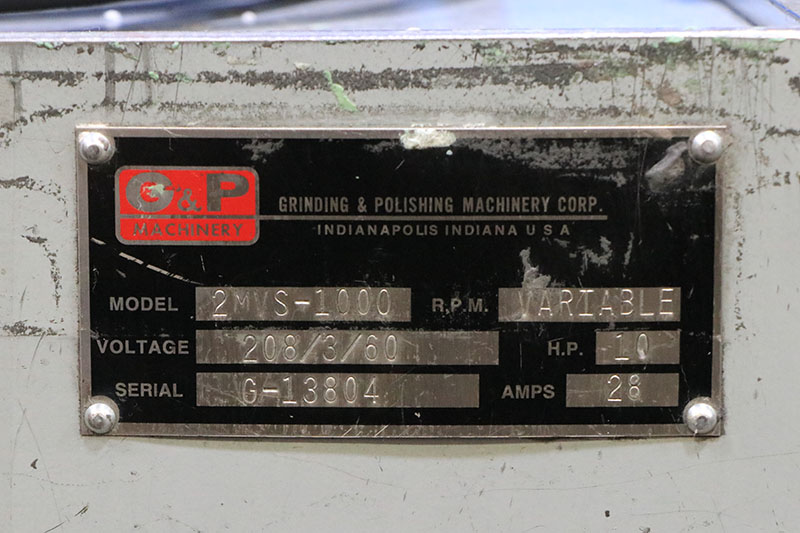 G&P
MACHINERY
GRINDING & POLISHING MACHINERY CORP.
INDIANAPOLIS INDIANA U S A
MODEL 2MVS-1000 R.P.M. VARIABLE
VOLTAGE 208/3/60 H.P. 10
SERIAL G-13804 AMPS 28